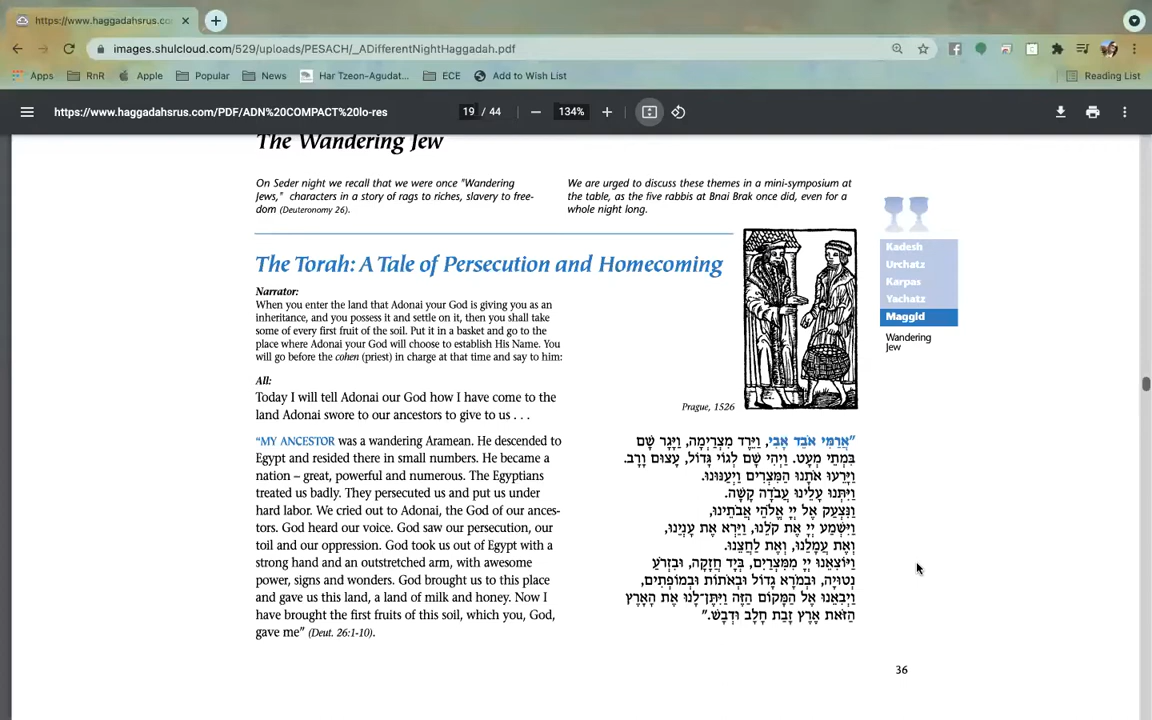 https://www.haggadahsrus.co
images.shulcloud.com/529/uploads/PESACH/_ADifferentNightHaggadah.pdf
Apps RnR Apple Popular News Har Tzeon-Agudat... ECE Add to Wish List Reading List
https://www.haggadahsrus.com/PDF/ADN%20COMPACT%20lo-res
19 / 44
134%
The Wandering Jew
On Seder night we recall that we were once "Wandering
Jews," characters in a story of rags to riches, slavery to free-
dom (Deuteronomy 26).
We are urged to discuss these themes in a mini-symposium at
the table, as the five rabbis at Bnai Brak once did, even for a
whole night long.
The Torah: A Tale of Persecution and Homecoming
Narrator:
When you enter the land that Adonai your God is giving you as an
inheritance, and you possess it and settle on it, then you shall take
some of every first fruit of the soil. Put it in a basket and go to the
place where Adonai your God will choose to establish His Name. You
will go before the cohen (priest) in charge at that time and say to him:
All:
Today I will tell Adonai our God how I have come to the
land Adonai swore to our ancestors to give to us . . .
"MY ANCESTOR was a wandering Aramean. He descended to
Egypt and resided there in small numbers. He became a
nation – great, powerful and numerous. The Egyptians
treated us badly. They persecuted us and put us under
hard labor. We cried out to Adonai, the God of our ances-
tors. God heard our voice. God saw our persecution, our
toil and our oppression. God took us out of Egypt with a
strong hand and an outstretched arm, with awesome
power, signs and wonders. God brought us to this place
and gave us this land, a land of milk and honey. Now I
have brought the first fruits of this soil, which you, God,
gave me" (Deut. 26:1-10).
Prague, 1526
"אֲרַמִּי אֹבֵד אָבִי, וַיֵּרֶד מִצְרַיְמָה, וַיָּגָר שָׁם
בִּמְתֵי מְעָט. וַיְהִי שָׁם לְגוֹי גָּדוֹל, עָצוּם וָרָב.
וַיָּרֵעוּ אֹתָנוּ הַמִּצְרִים וַיְעַנּוּנוּ.
וַיִּתְּנוּ עָלֵינוּ עֲבֹדָה קָשָׁה.
וַנִּצְעַק אֶל יְיָ אֱלֹהֵי אֲבֹתֵינוּ,
וַיִּשְׁמַע יְיָ אֶת קֹלֵנוּ, וַיַּרְא אֶת עָנְיֵנוּ,
וְאֶת עֲמָלֵנוּ, וְאֶת לַחֲצֵנוּ.
וַיּוֹצִאֵנוּ יְיָ מִמִּצְרַיִם, בְּיָד חֲזָקָה, וּבִזְרֹעַ
נְטוּיָה, וּבְמֹרָא גָּדוֹל וּבְאֹתוֹת וּבְמוֹפְתִים,
וַיְבִאֵנוּ אֶל הַמָּקוֹם הַזֶּה וַיִּתֶּן־לָנוּ אֶת הָאָרֶץ
הַזֹּאת אֶרֶץ זָבַת חָלָב וּדְבָשׁ."
Kadesh
Urchatz
Karpas
Yachatz
Maggid
Wandering
Jew
36